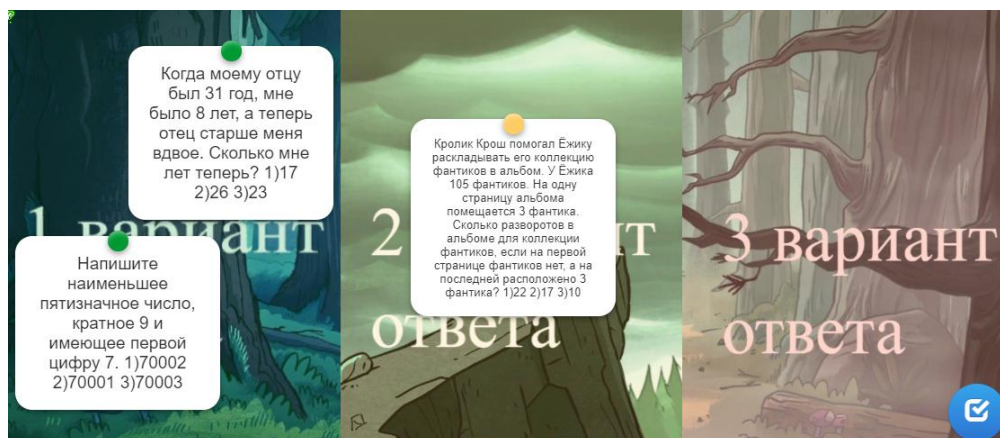 Когда моему отцу
был 31 год, мне
было 8 лет, а теперь
отец старше меня
вдвое. Сколько мне
лет теперь? 1)17
2)26 3)23
1 вариант
Напишите
наименьшее
пятизначное число,
кратное 9 и
имеющее первой
цифру 7. 1)70002
2)70001 3)70003
Кролик Крош помогал Ёжику
раскладывать его коллекцию
фантиков в альбом. У Ёжика
105 фантиков. На одну
страницу альбома
помещается 3 фантика.
Сколько разворотов в
альбоме для коллекции
фантиков, если на первой
странице фантиков нет, а на
последней расположено 3
фантика? 1)22 2)17 3)10
2
ответа
3 вариант
ответа